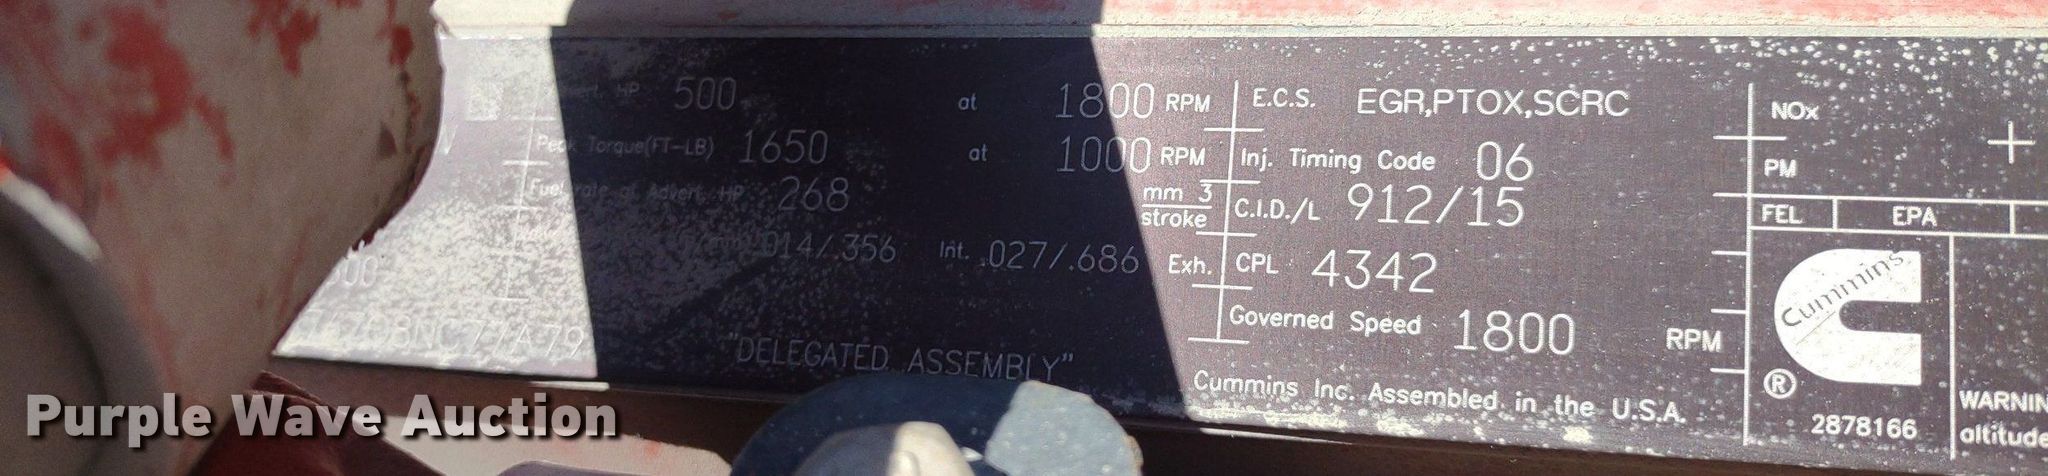 HP 500 at 1800 RPM
Peak Torque(FT-LB) 1650 at 1000 RPM
Fuel rate at Advert. HP 268 mm 3 / stroke
.014/.356 Int. .027/.686 Exh.
"DELEGATED ASSEMBLY"
E.C.S. EGR,PTOX,SCRC
Inj. Timing Code 06
C.I.D./L 912/15
CPL 4342
Governed Speed 1800 RPM
Cummins Inc. Assembled in the U.S.A.
NOx
PM
FEL EPA
Cummins
®
2878166
Purple Wave Auction